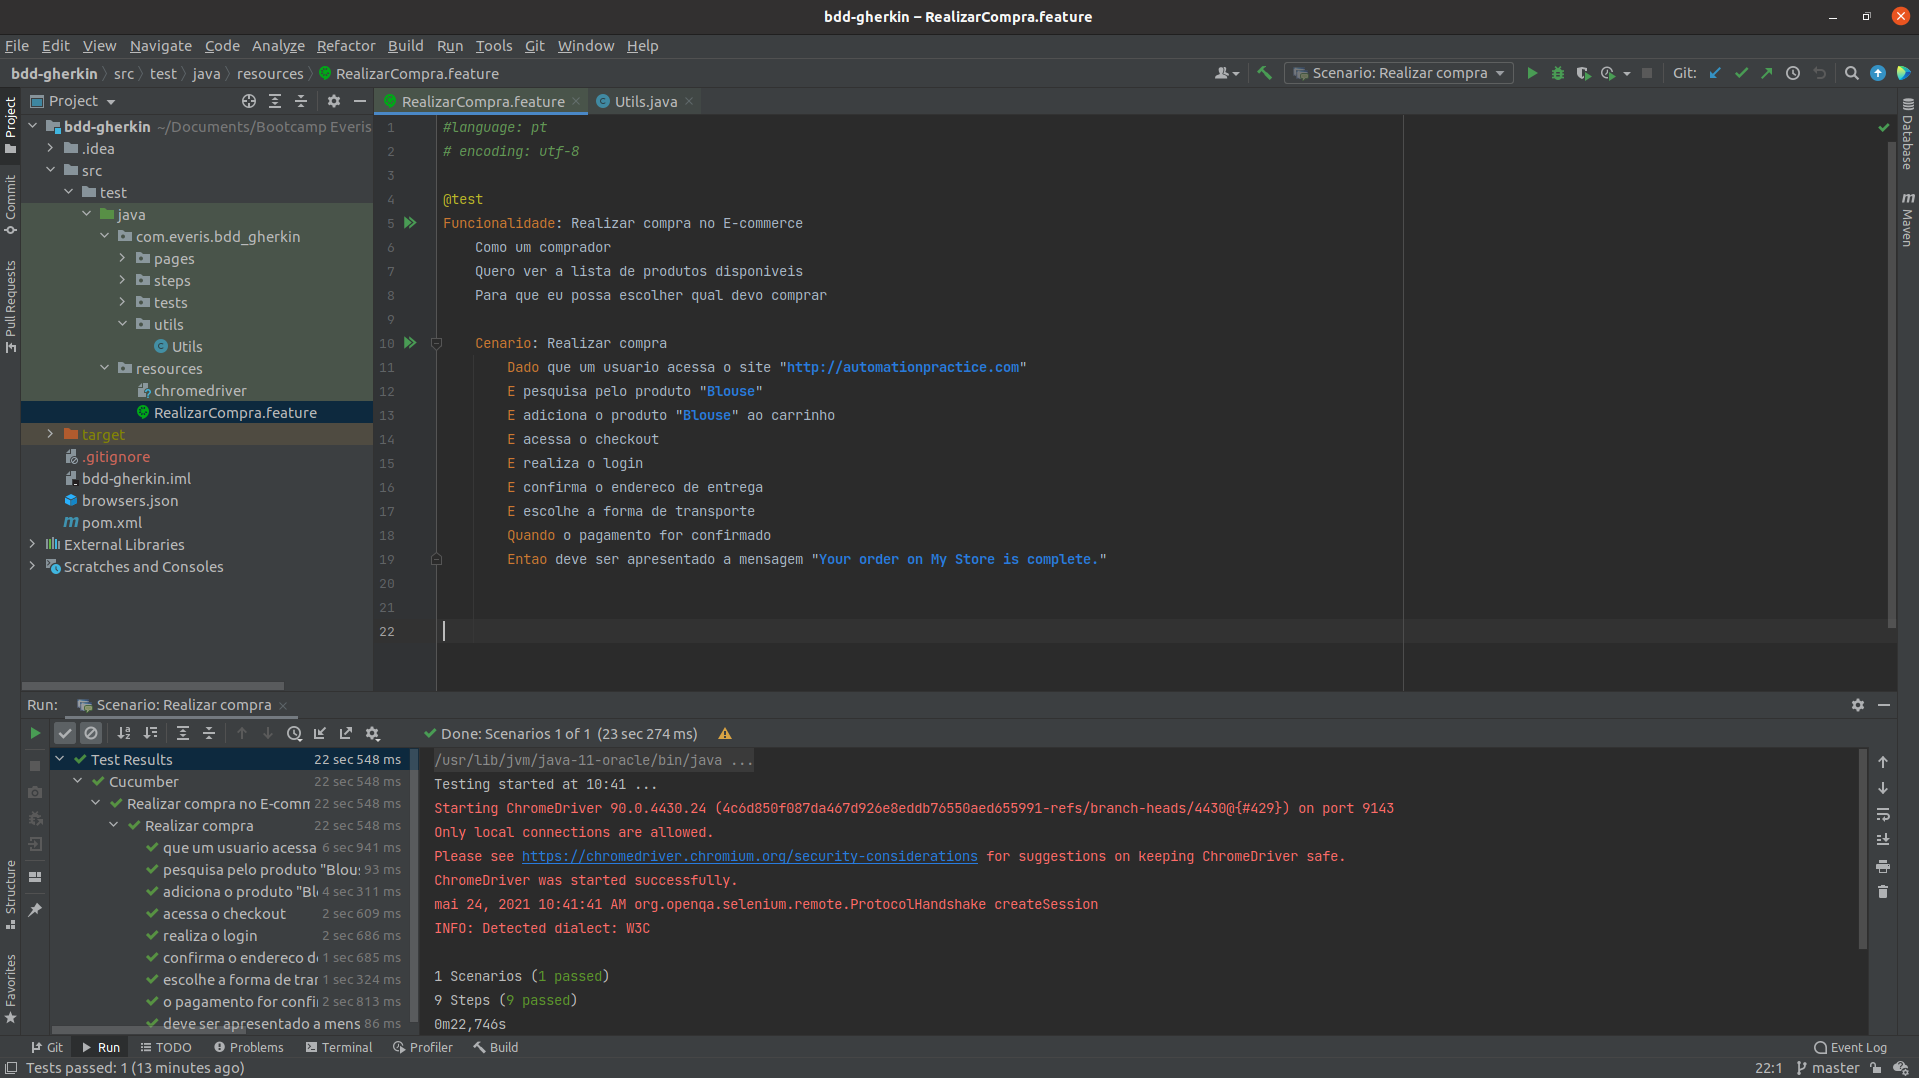 bdd-gherkin – RealizarCompra.feature
File Edit View Navigate Code Analyze Refactor Build Run Tools Git Window Help
bdd-gherkin src test java resources RealizarCompra.feature
Scenario: Realizar compra
Git:
Project
RealizarCompra.feature
Utils.java
Project
Commit
Pull Requests
Structure
Favorites
bdd-gherkin ~/Documents/Bootcamp Everis
.idea
src
test
java
com.everis.bdd_gherkin
pages
steps
tests
utils
Utils
resources
chromedriver
RealizarCompra.feature
target
.gitignore
bdd-gherkin.iml
browsers.json
pom.xml
External Libraries
Scratches and Consoles
1 #language: pt
2 # encoding: utf-8
3
4 @test
5 Funcionalidade: Realizar compra no E-commerce
6 Como um comprador
7 Quero ver a lista de produtos disponiveis
8 Para que eu possa escolher qual devo comprar
9
10 Cenario: Realizar compra
11 Dado que um usuario acessa o site "http://automationpractice.com"
12 E pesquisa pelo produto "Blouse"
13 E adiciona o produto "Blouse" ao carrinho
14 E acessa o checkout
15 E realiza o login
16 E confirma o endereco de entrega
17 E escolhe a forma de transporte
18 Quando o pagamento for confirmado
19 Entao deve ser apresentado a mensagem "Your order on My Store is complete."
20
21
22
Database
Maven
Run: Scenario: Realizar compra
Done: Scenarios 1 of 1 (23 sec 274 ms)
Test Results 22 sec 548 ms
Cucumber 22 sec 548 ms
Realizar compra no E-comm 22 sec 548 ms
Realizar compra 22 sec 548 ms
que um usuario acessa 6 sec 941 ms
pesquisa pelo produto "Blous 93 ms
adiciona o produto "Bl 4 sec 311 ms
acessa o checkout 2 sec 609 ms
realiza o login 2 sec 686 ms
confirma o endereco d 1 sec 685 ms
escolhe a forma de tran 1 sec 324 ms
o pagamento for confi 2 sec 813 ms
deve ser apresentado a mens 86 ms
/usr/lib/jvm/java-11-oracle/bin/java ...
Testing started at 10:41 ...
Starting ChromeDriver 90.0.4430.24 (4c6d850f087da467d926e8eddb76550aed655991-refs/branch-heads/4430@{#429}) on port 9143
Only local connections are allowed.
Please see https://chromedriver.chromium.org/security-considerations for suggestions on keeping ChromeDriver safe.
ChromeDriver was started successfully.
mai 24, 2021 10:41:41 AM org.openqa.selenium.remote.ProtocolHandshake createSession
INFO: Detected dialect: W3C
1 Scenarios (1 passed)
9 Steps (9 passed)
0m22,746s
Git Run TODO Problems Terminal Profiler Build
Event Log
Tests passed: 1 (13 minutes ago)
22:1 master